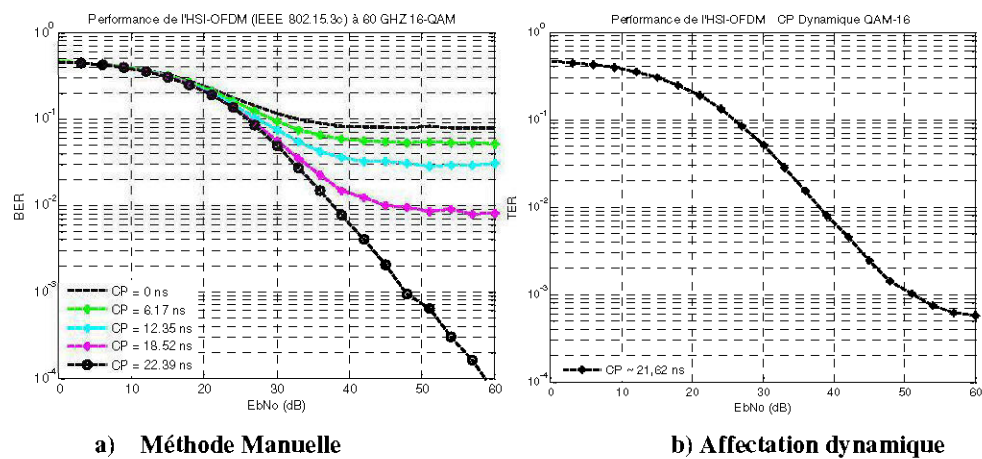 Performance de l'HSI-OFDM (IEEE 802.15.3c) à 60 GHZ 16-QAM
10^0
10^-1
10^-2
10^-3
10^-4
BER
CP = 0 ns
CP = 6.17 ns
CP = 12.35 ns
CP = 18.52 ns
CP = 22.39 ns
0 10 20 30 40 50 60
EbNo (dB)
a) Méthode Manuelle
Performance de l'HSI-OFDM CP Dynamique QAM-16
10^0
10^-1
10^-2
10^-3
10^-4
TER
CP ~ 21,62 ns
0 10 20 30 40 50 60
EbNo (dB)
b) Affectation dynamique